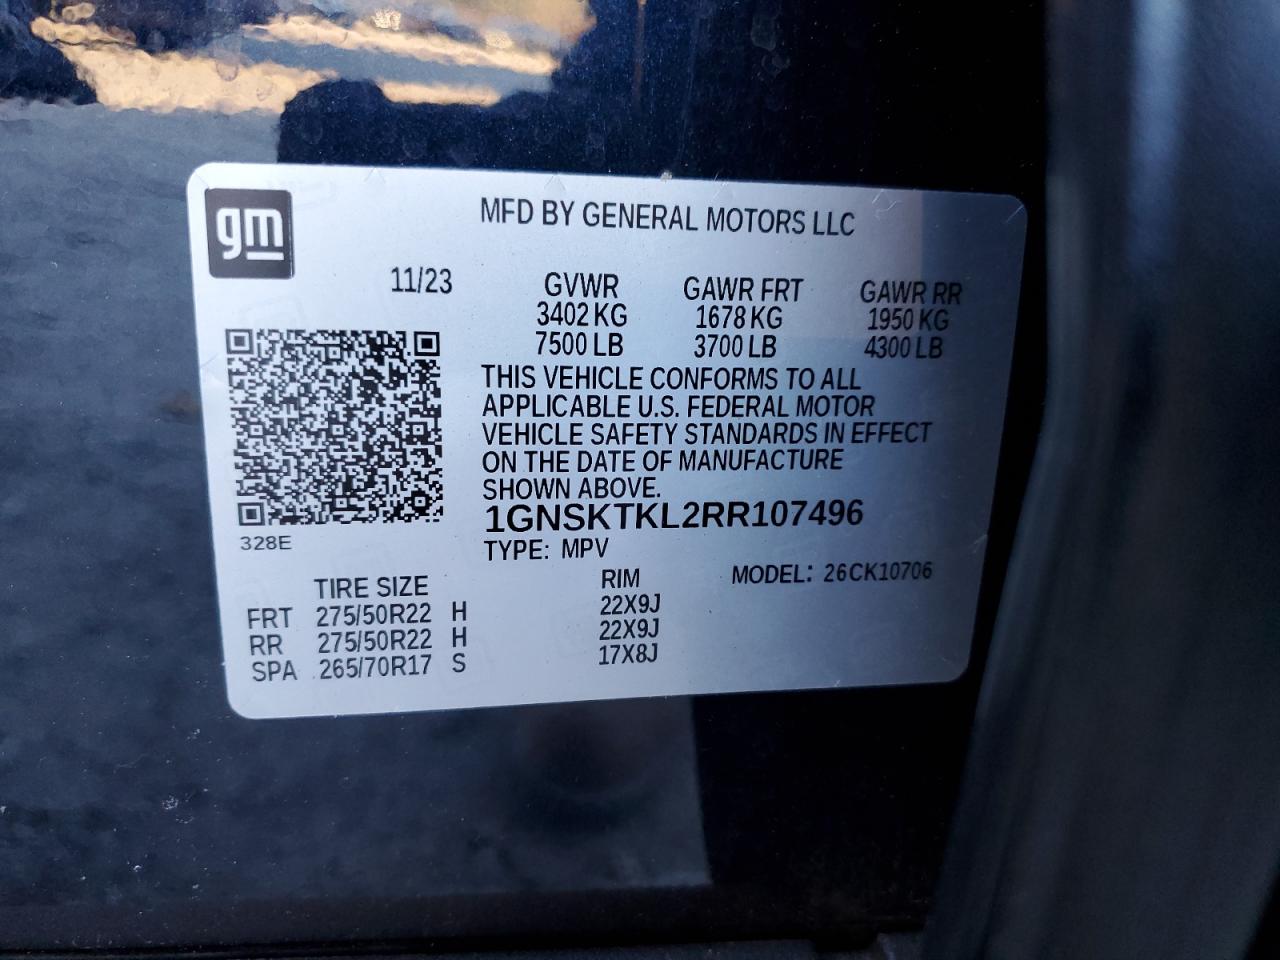 gm
MFD BY GENERAL MOTORS LLC
11/23 GVWR GAWR FRT GAWR RR
3402 KG 1678 KG 1950 KG
7500 LB 3700 LB 4300 LB
THIS VEHICLE CONFORMS TO ALL
APPLICABLE U.S. FEDERAL MOTOR
VEHICLE SAFETY STANDARDS IN EFFECT
ON THE DATE OF MANUFACTURE
SHOWN ABOVE.
1GNSKTKL2RR107496
328E
TYPE: MPV
MODEL: 26CK10706
TIRE SIZE RIM
FRT 275/50R22 H 22X9J
RR 275/50R22 H 22X9J
SPA 265/70R17 S 17X8J